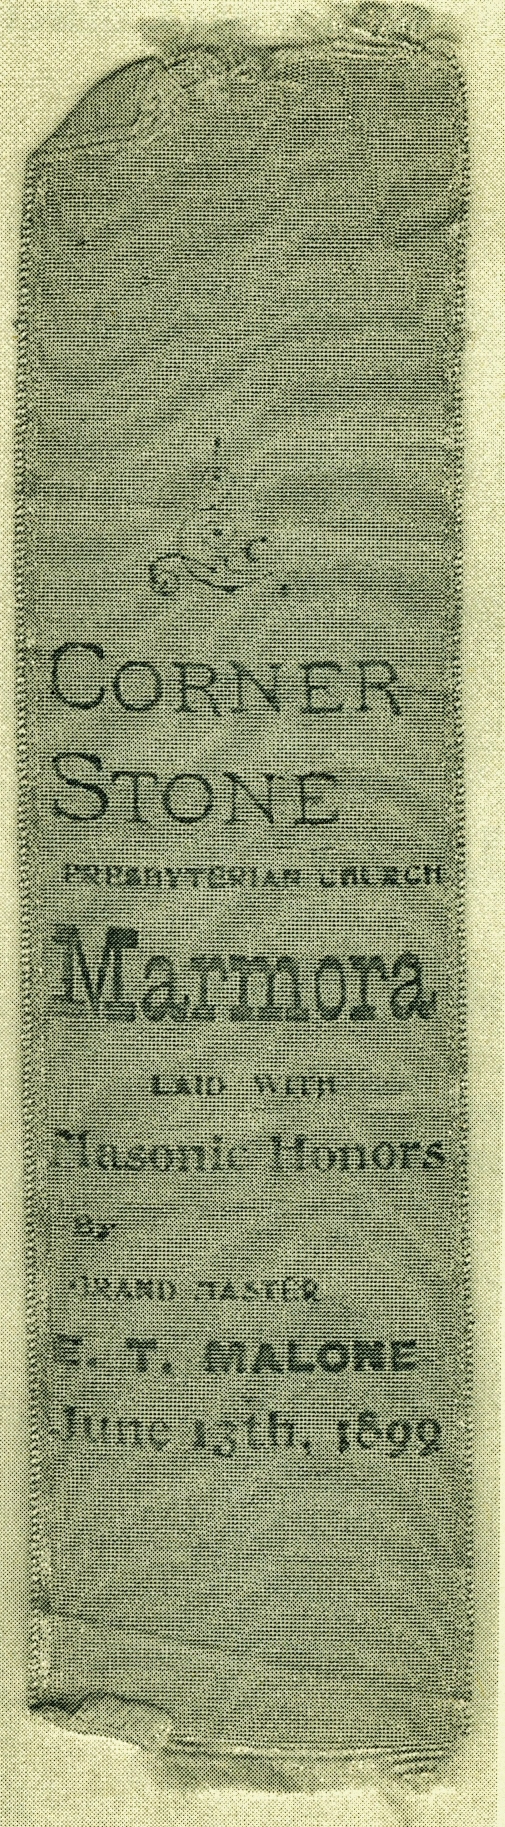 CORNER
STONE
PRESBYTERIAN CHURCH
Marmora
LAID WITH
Masonic Honors
By
GRAND MASTER
E. T. MALONE
June 13th, 1899